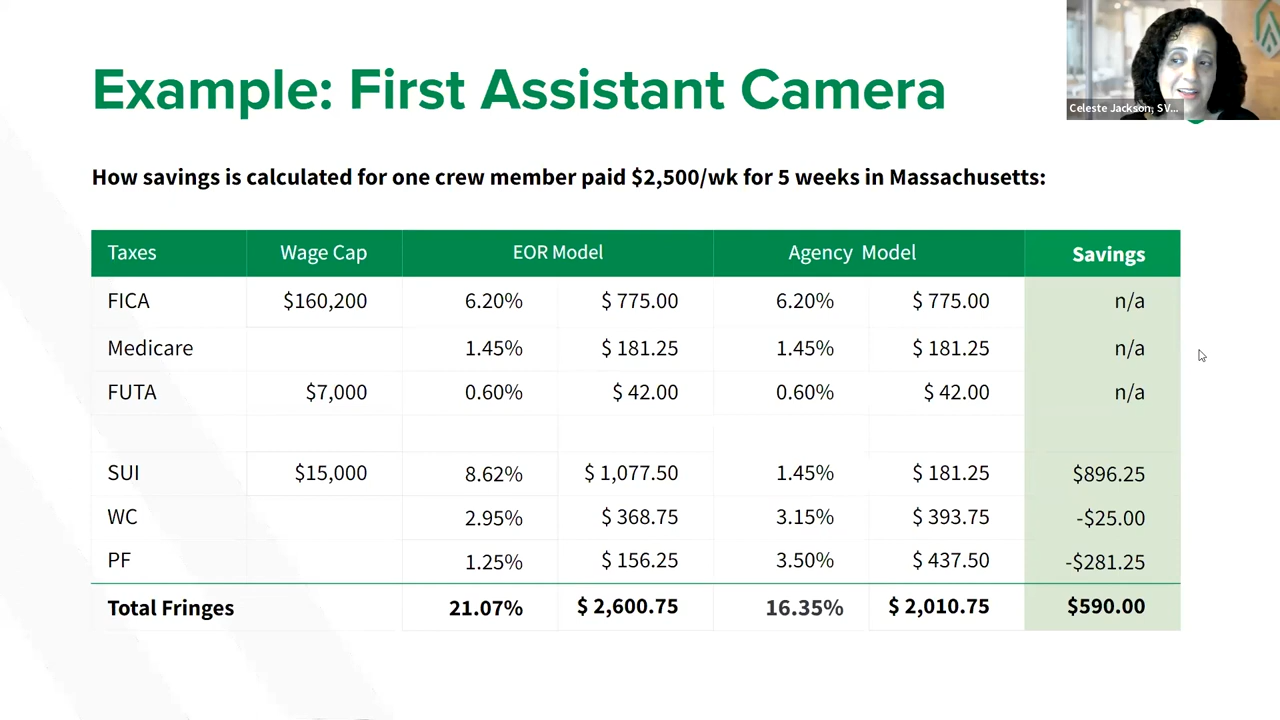 Celeste Jackson, SV...
Example: First Assistant Camera
How savings is calculated for one crew member paid $2,500/wk for 5 weeks in Massachusetts:
Taxes Wage Cap EOR Model Agency Model Savings
FICA $160,200 6.20% $ 775.00 6.20% $ 775.00 n/a
Medicare 1.45% $ 181.25 1.45% $ 181.25 n/a
FUTA $7,000 0.60% $ 42.00 0.60% $ 42.00 n/a
SUI $15,000 8.62% $ 1,077.50 1.45% $ 181.25 $896.25
WC 2.95% $ 368.75 3.15% $ 393.75 -$25.00
PF 1.25% $ 156.25 3.50% $ 437.50 -$281.25
Total Fringes 21.07% $ 2,600.75 16.35% $ 2,010.75 $590.00